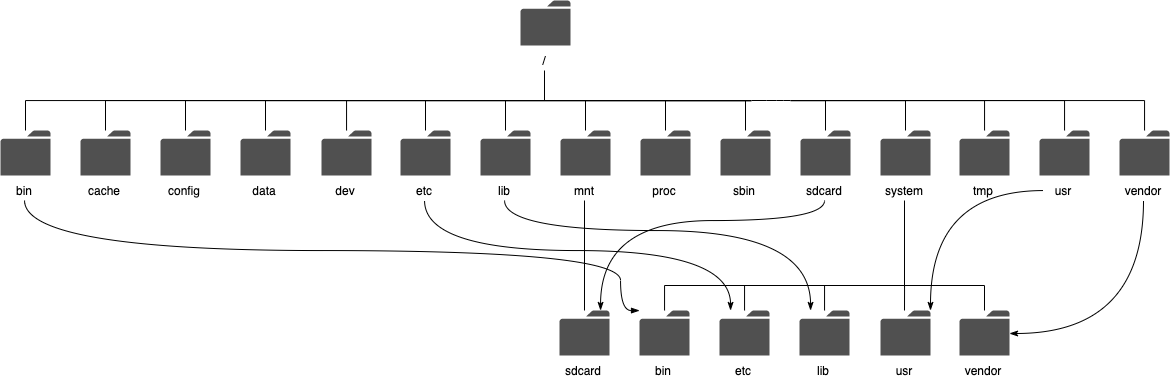 /
bin cache config data dev etc lib mnt proc sbin sdcard system tmp usr vendor
sdcard bin etc lib usr vendor